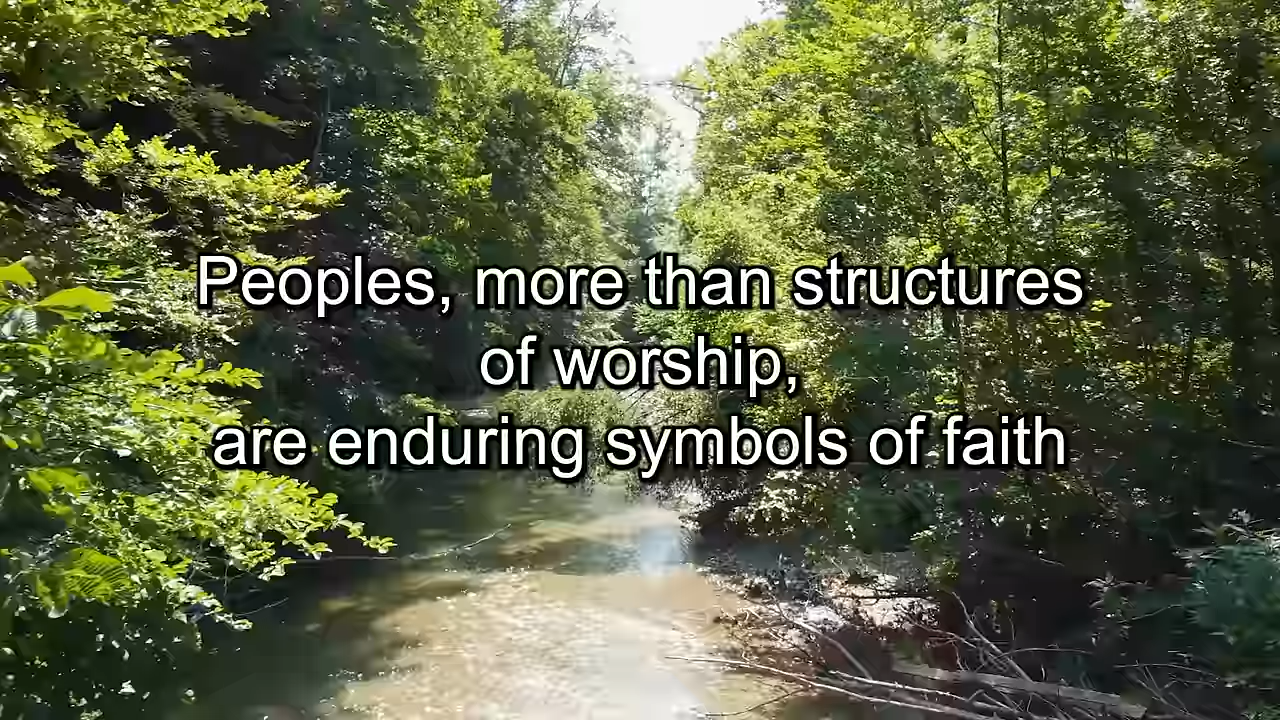 Peoples, more than structures
of worship,
are enduring symbols of faith